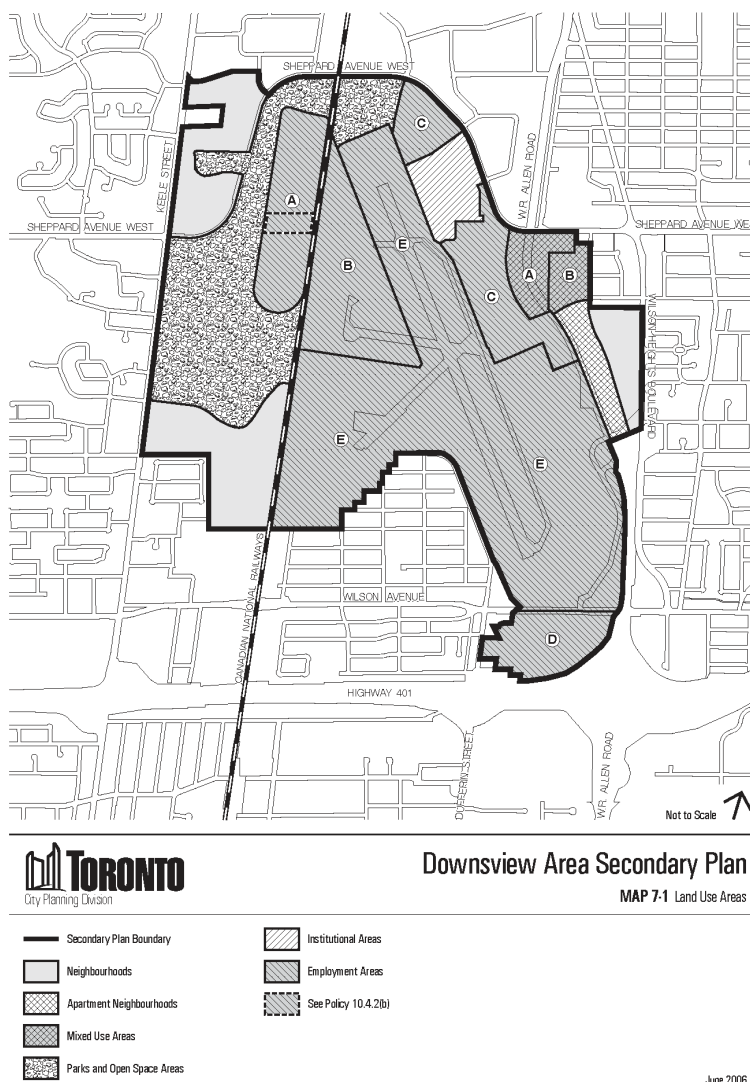 SHEPPARD AVENUE WEST
C
W.R. ALLEN ROAD
KEELE STREET
A
SHEPPARD AVENUE WEST
SHEPPARD AVENUE WE
E
B
A
B
C
WILSON HEIGHTS BOULEVARD
E
E
CANADIAN NATIONAL RAILWAYS
WILSON AVENUE
D
HIGHWAY 401
DUFFERIN STREET
W.R. ALLEN ROAD
Not to Scale
TORONTO
City Planning Division
Downsview Area Secondary Plan
MAP 7-1 Land Use Areas
Secondary Plan Boundary
Neighbourhoods
Apartment Neighbourhoods
Mixed Use Areas
Parks and Open Space Areas
Institutional Areas
Employment Areas
See Policy 10.4.2(b)
June 2006